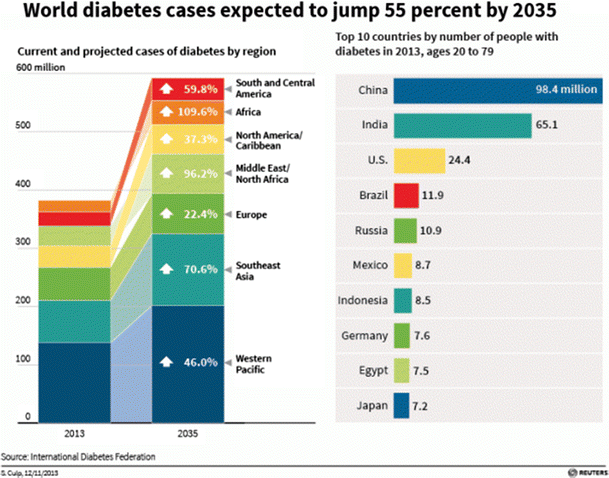 World diabetes cases expected to jump 55 percent by 2035
Current and projected cases of diabetes by region
600 million
500
400
300
200
100
0
2013
2035
59.8%
South and Central
America
109.6%
Africa
37.3%
North America/
Caribbean
96.2%
Middle East/
North Africa
22.4%
Europe
70.6%
Southeast
Asia
46.0%
Western
Pacific
Top 10 countries by number of people with
diabetes in 2013, ages 20 to 79
China 98.4 million
India 65.1
U.S. 24.4
Brazil 11.9
Russia 10.9
Mexico 8.7
Indonesia 8.5
Germany 7.6
Egypt 7.5
Japan 7.2
Source: International Diabetes Federation
S. Culp, 12/11/2013
REUTERS